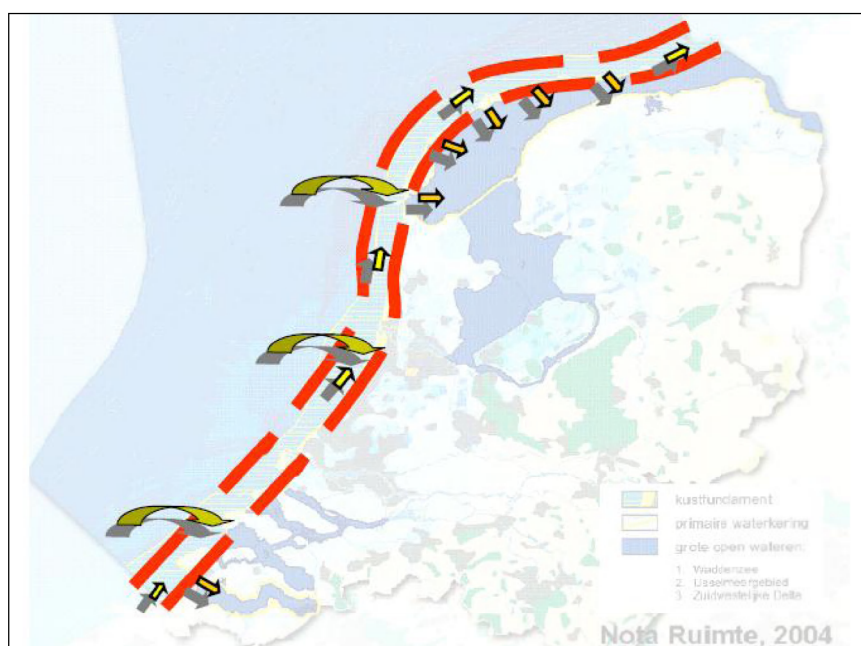 kustfundament
primaire waterkering
grote open wateren:
1. Waddenzee
2. IJsselmeergebied
3. Zuidwestelijke Delta
Nota Ruimte, 2004